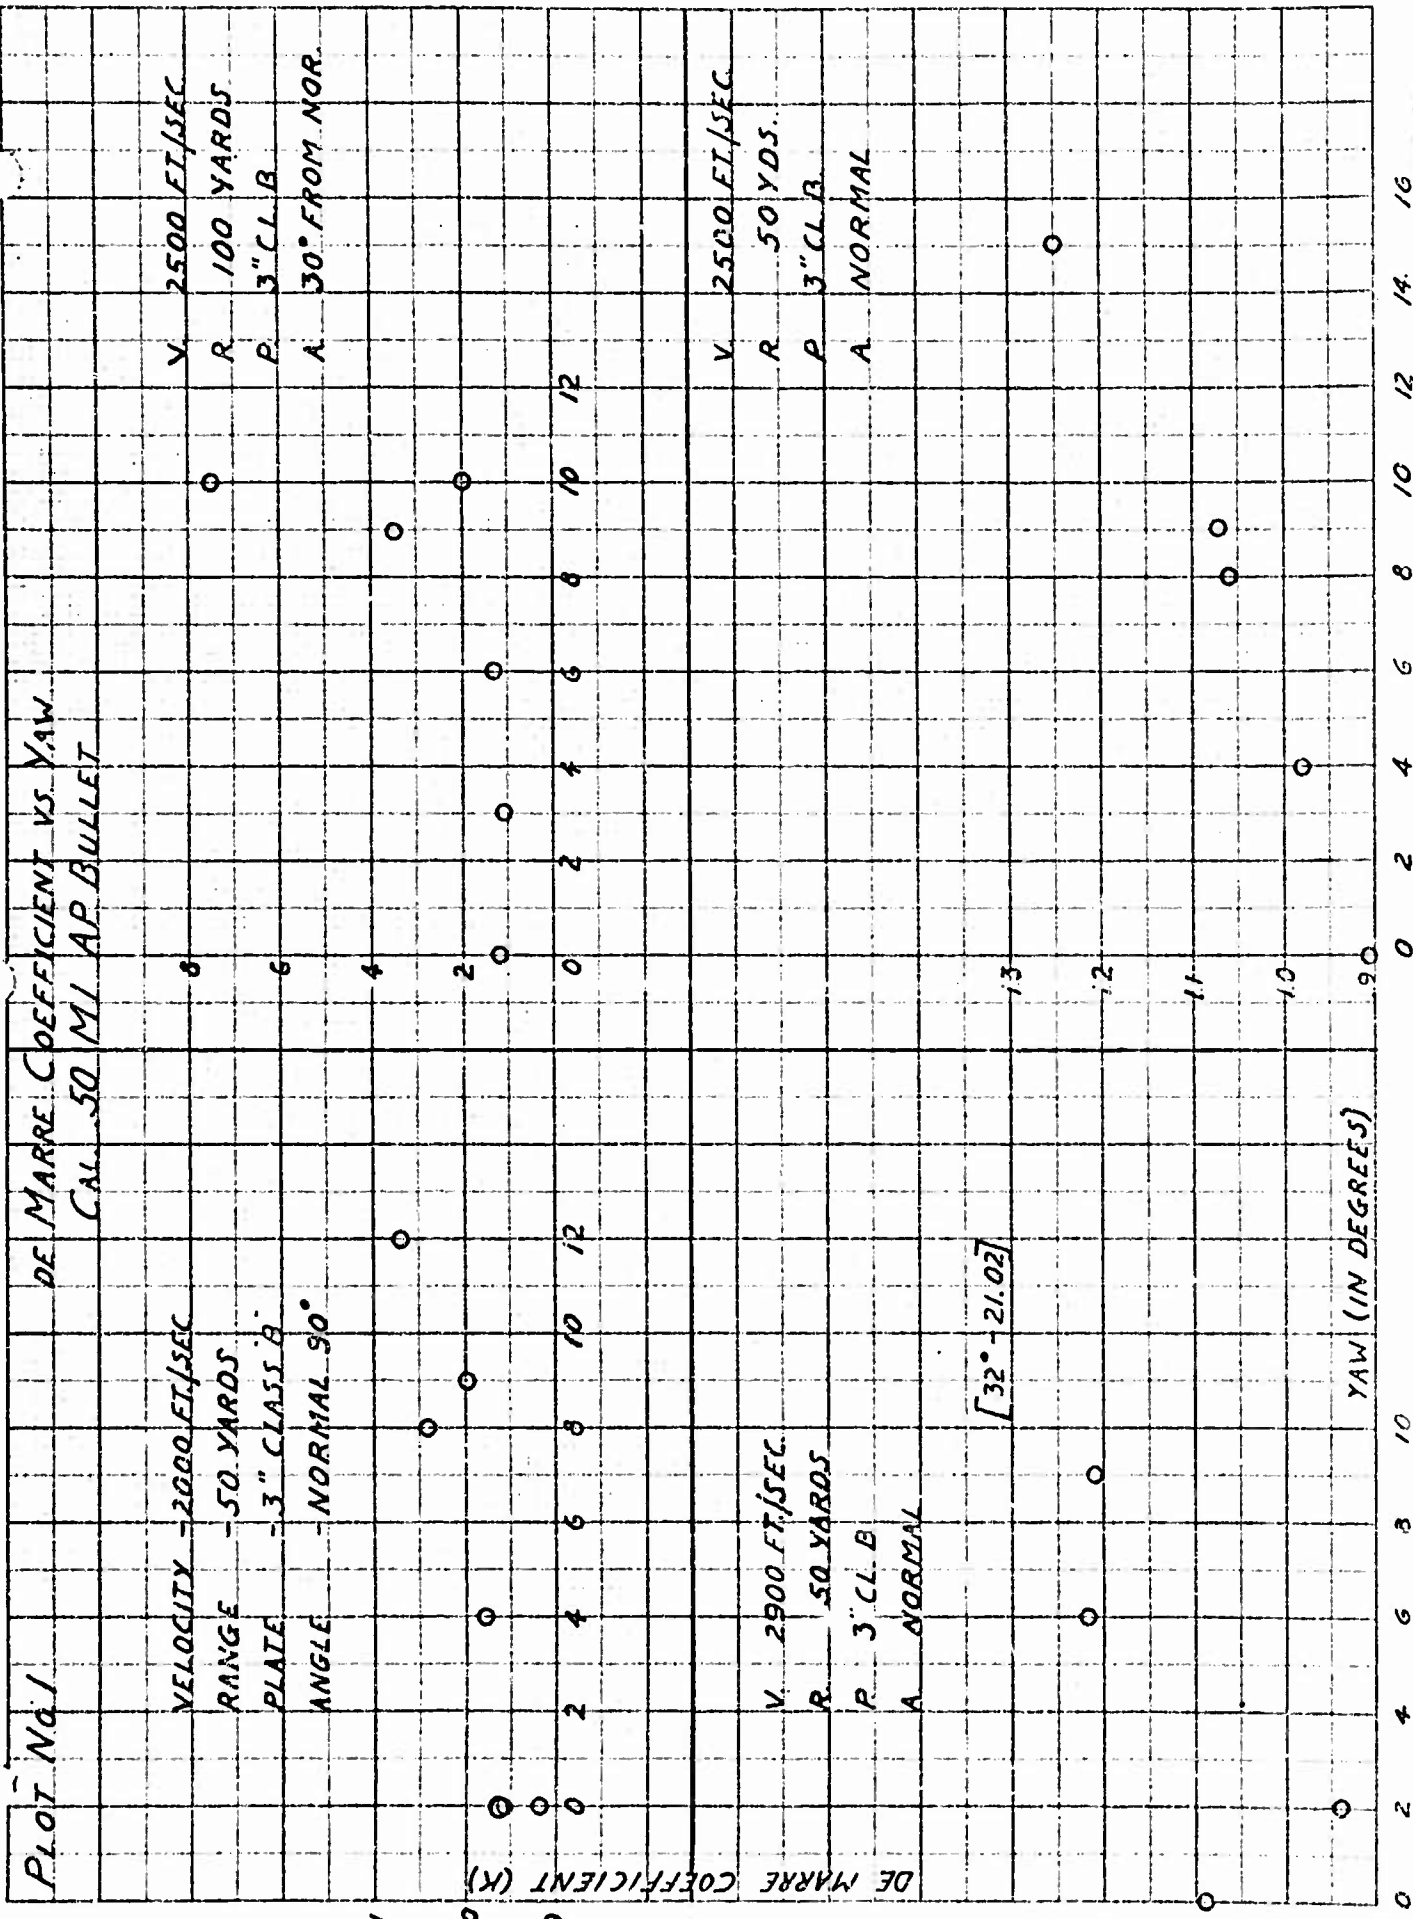 PLOT No. 1
DE MARRE COEFFICIENT VS. YAW
CAL. .50 M1 AP BULLET
VELOCITY - 2000 FT./SEC
RANGE - 50 YARDS
PLATE - 3" CLASS B
ANGLE - NORMAL 90°
0 2 4 6 8 10 12
V. 2500 FT/SEC
R 100 YARDS
P. 3" CL B
A 30° FROM NOR.
8
6
4
2
0 2 4 6 8 10 12
DE MARRE COEFFICIENT (K)
V. 2900 FT./SEC.
R. 50 YARDS
P. 3" CL. B
A NORMAL
[32° - 21.02]
0 2 4 6 8 10
YAW (IN DEGREES)
V. 2500 FT/SEC.
R 50 YDS.
P 3" CL B
A NORMAL
1.3
1.2
1.1
1.0
.9
0 2 4 6 8 10 12 14 16